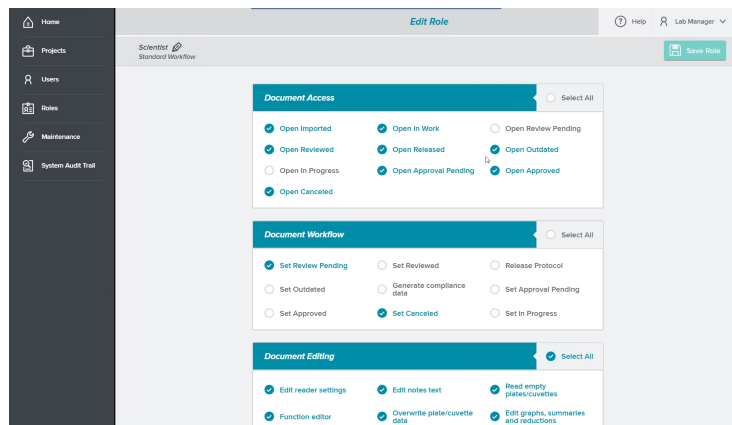 Home
Edit Role
Help
Lab Manager
Projects
Scientist
Standard Workflow
Save Role
Users
Roles
Maintenance
System Audit Trail
Document Access
Select All
Open Imported
Open In Work
Open Review Pending
Open Reviewed
Open Released
Open Outdated
Open In Progress
Open Approval Pending
Open Approved
Open Canceled
Document Workflow
Select All
Set Review Pending
Set Reviewed
Release Protocol
Set Outdated
Generate compliance
data
Set Approval Pending
Set Approved
Set Canceled
Set In Progress
Document Editing
Select All
Edit reader settings
Edit notes text
Read empty
plates/cuvettes
Function editor
Overwrite plate/cuvette
data
Edit graphs, summaries
and reductions